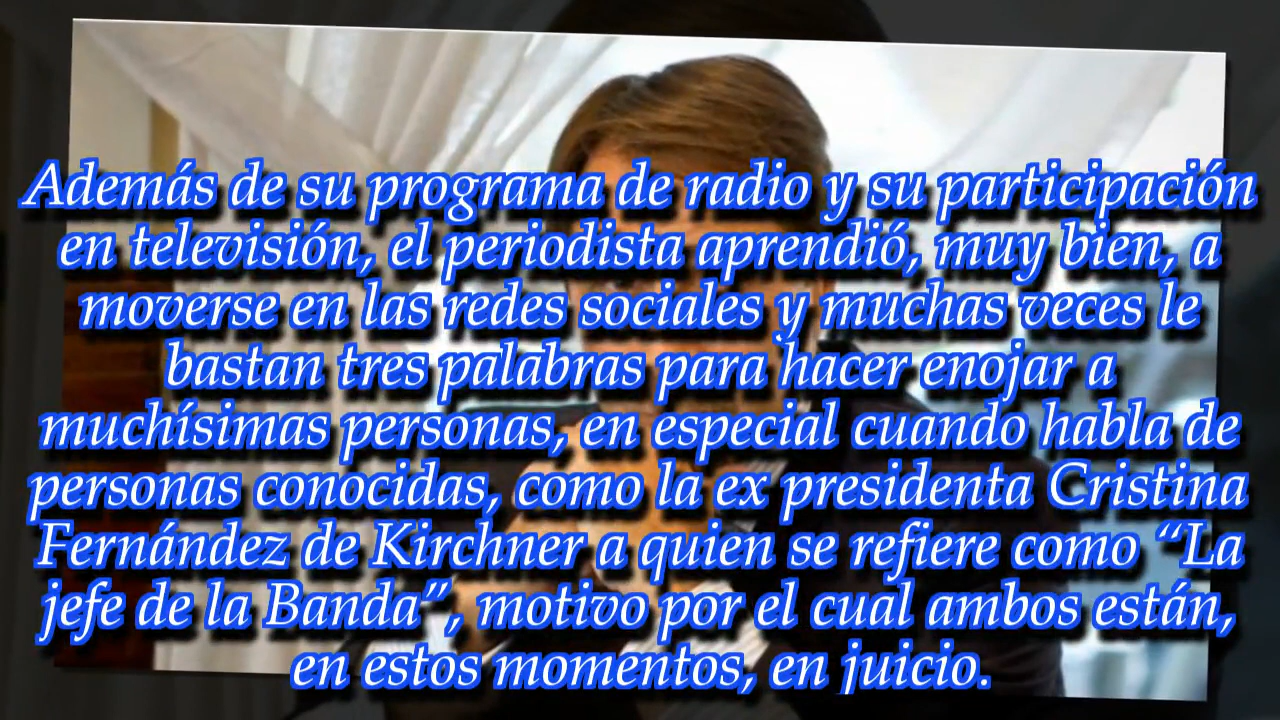 Además de su programa de radio y su participación
en televisión, el periodista aprendió, muy bien, a
moverse en las redes sociales y muchas veces le
bastan tres palabras para hacer enojar a
muchísimas personas, en especial cuando habla de
personas conocidas, como la ex presidenta Cristina
Fernández de Kirchner a quien se refiere como “La
jefe de la Banda”, motivo por el cual ambos están,
en estos momentos, en juicio.